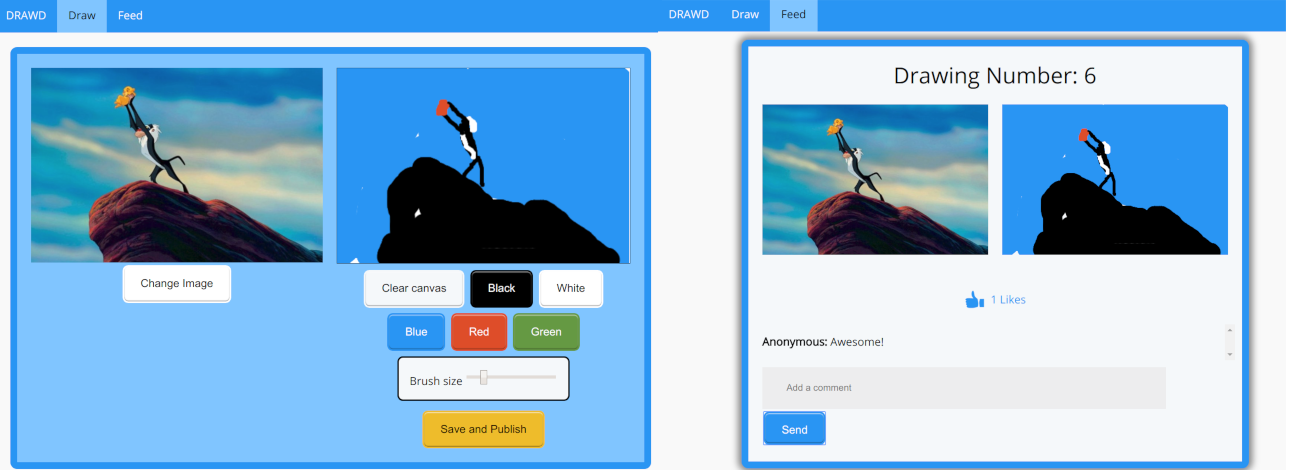 DRAWD Draw Feed
Change Image
Clear canvas Black White
Blue Red Green
Brush size
Save and Publish
DRAWD Draw Feed
Drawing Number: 6
1 Likes
Anonymous: Awesome!
Add a comment
Send